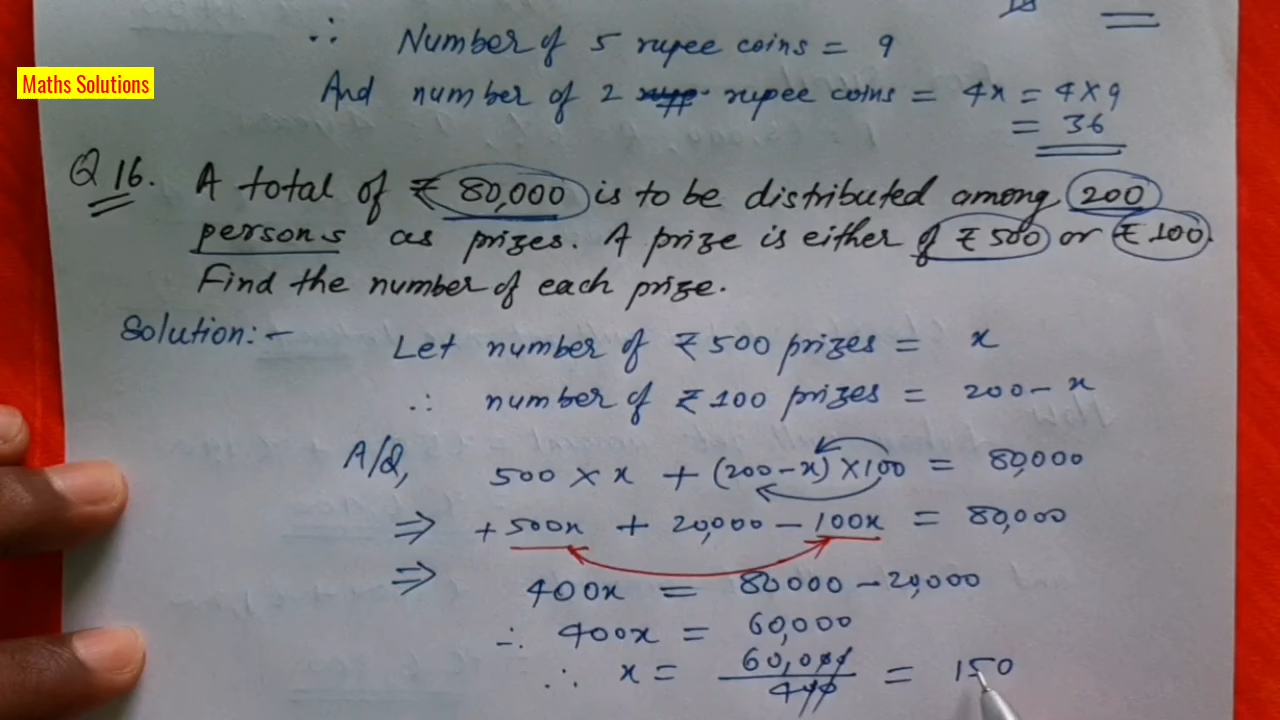 ∴ Number of 5 rupee coins = 9
Maths Solutions
And number of 2 rupee coins = 4x = 4×9
= 36
Q 16. A total of ₹ 80,000 is to be distributed among 200
persons as prizes. A prize is either of ₹ 500 or ₹ 100.
Find the number of each prize.
Solution:-
Let number of ₹ 500 prizes = x
∴ number of ₹ 100 prizes = 200 - x
A/Q, 500 × x + (200 - x) × 100 = 80,000
⇒ + 500x + 20,000 - 100x = 80,000
⇒ 400x = 80000 - 20,000
∴ 400x = 60,000
∴ x = 60,000/400 = 150